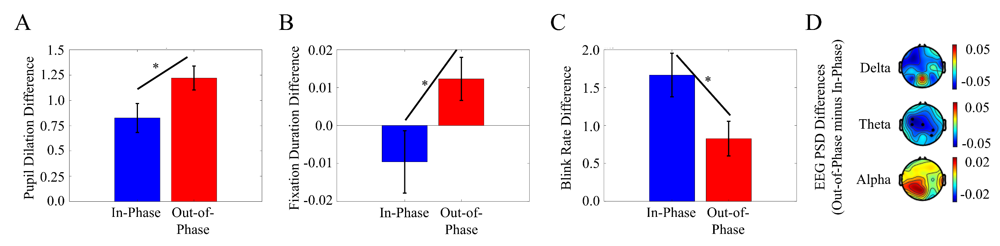 A
Pupil Dilation Difference
1.5
1.25
1.0
0.75
0.5
0.25
0.0
*
In-Phase
Out-of-
Phase
B
Fixation Duration Difference
0.02
0.01
0.0
-0.01
-0.02
*
In-Phase
Out-of-
Phase
C
Blink Rate Difference
2.0
1.5
1.0
0.5
0.0
*
In-Phase
Out-of-
Phase
D
EEG PSD Differences
(Out-of-Phase minus In-Phase)
Delta
0.05
-0.05
Theta
0.05
-0.05
Alpha
0.02
-0.02